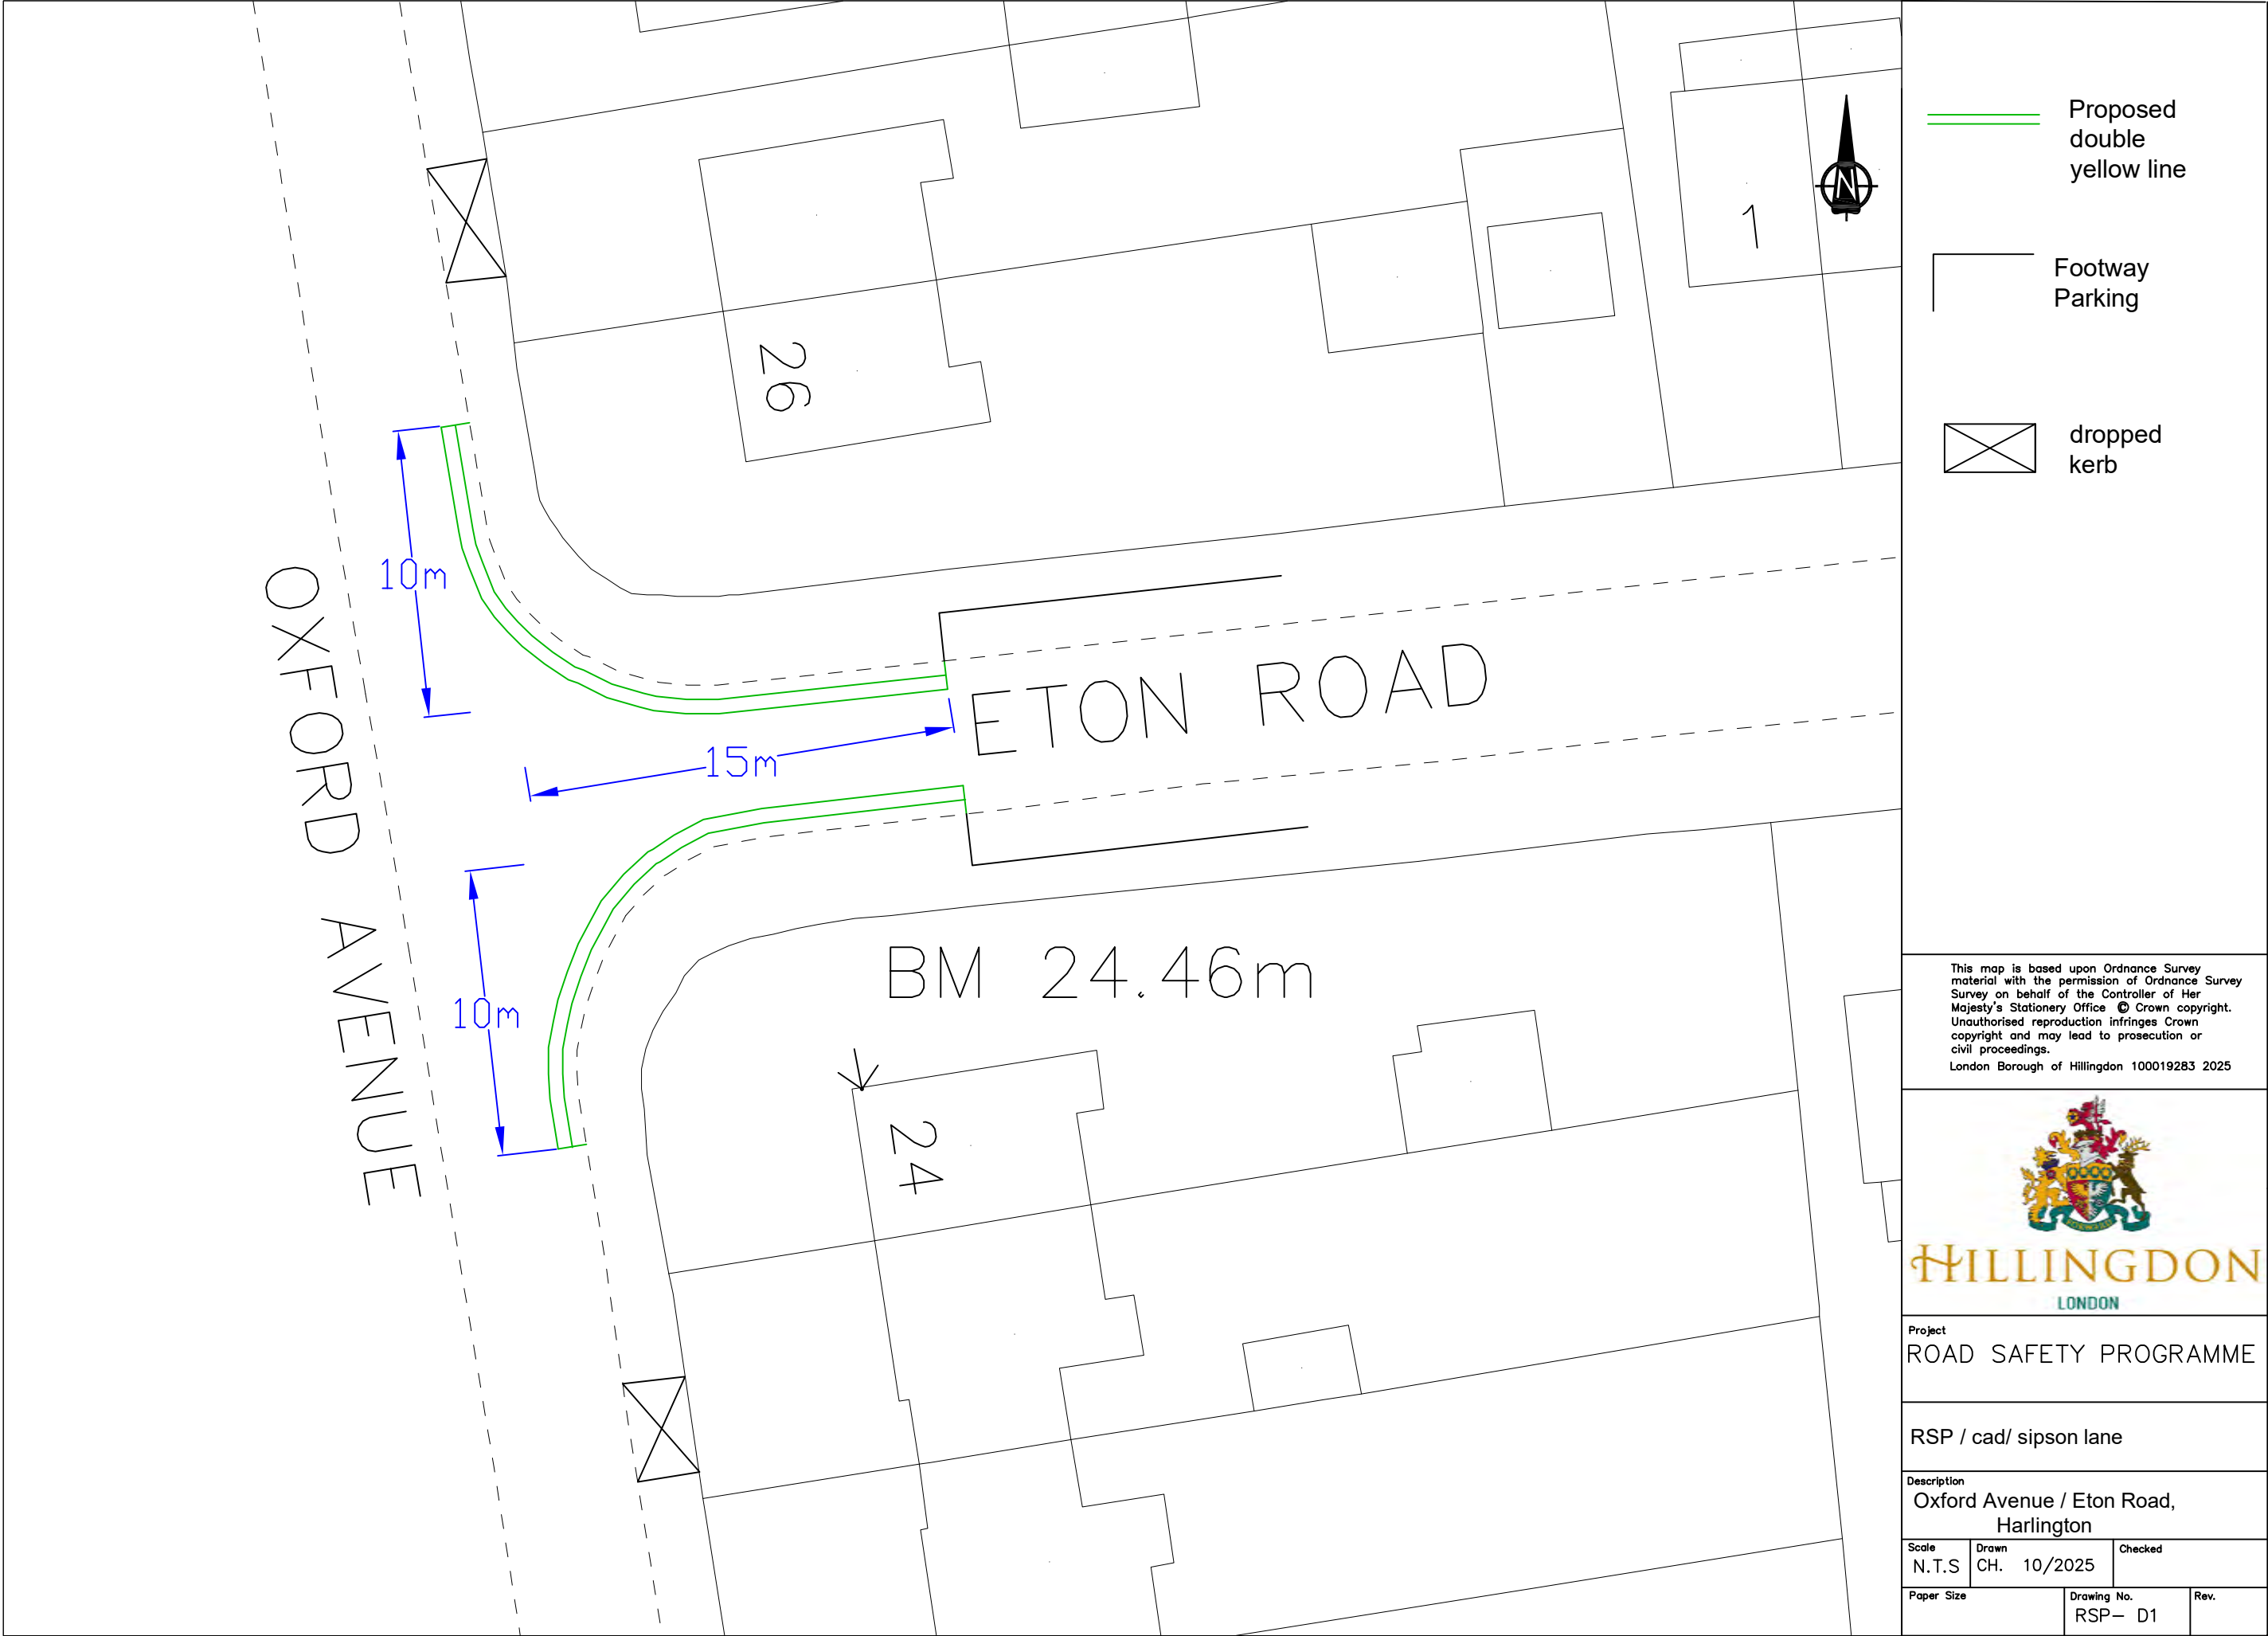 26
1
10m
15m
10m
OXFORD AVENUE
ETON ROAD
BM 24.46m
24
N
Proposed
double
yellow line
Footway
Parking
dropped
kerb
This map is based upon Ordnance Survey
material with the permission of Ordnance Survey
Survey on behalf of the Controller of Her
Majesty's Stationery Office © Crown copyright.
Unauthorised reproduction infringes Crown
copyright and may lead to prosecution or
civil proceedings.
London Borough of Hillingdon 100019283 2025
HILLINGDON
LONDON
Project
ROAD SAFETY PROGRAMME
RSP / cad/ sipson lane
Description
Oxford Avenue / Eton Road,
Harlington
Scale Drawn Checked
N.T.S CH. 10/2025
Paper Size Drawing No. Rev.
RSP- D1